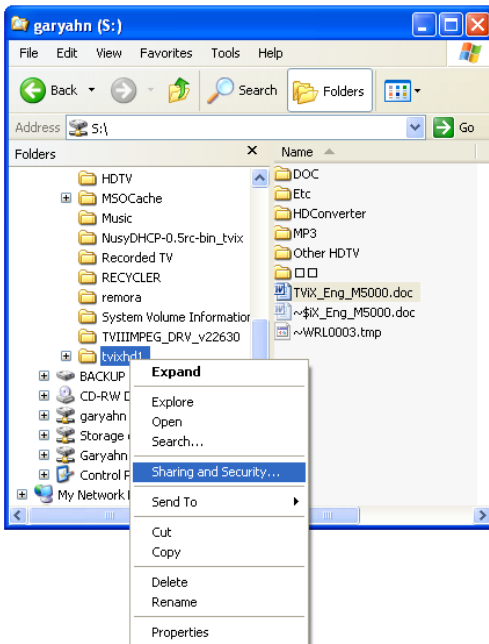 garyahn (S:)
File Edit View Favorites Tools Help
Back Search Folders
Address S:\ Go
Folders
Name
HDTV
MSOCache
Music
NusyDHCP-0.5rc-bin_tvix
Recorded TV
RECYCLER
remora
System Volume Information
TVIIIMPEG_DRV_v22630
tvixhd1
BACKUP
CD-RW D
garyahn
Storage
Garyahn
Control P
My Network
DOC
Etc
HDConverter
MP3
Other HDTV
□□
TViX_Eng_M5000.doc
~$iX_Eng_M5000.doc
~WRL0003.tmp
Expand
Explore
Open
Search...
Sharing and Security...
Send To
Cut
Copy
Delete
Rename
Properties